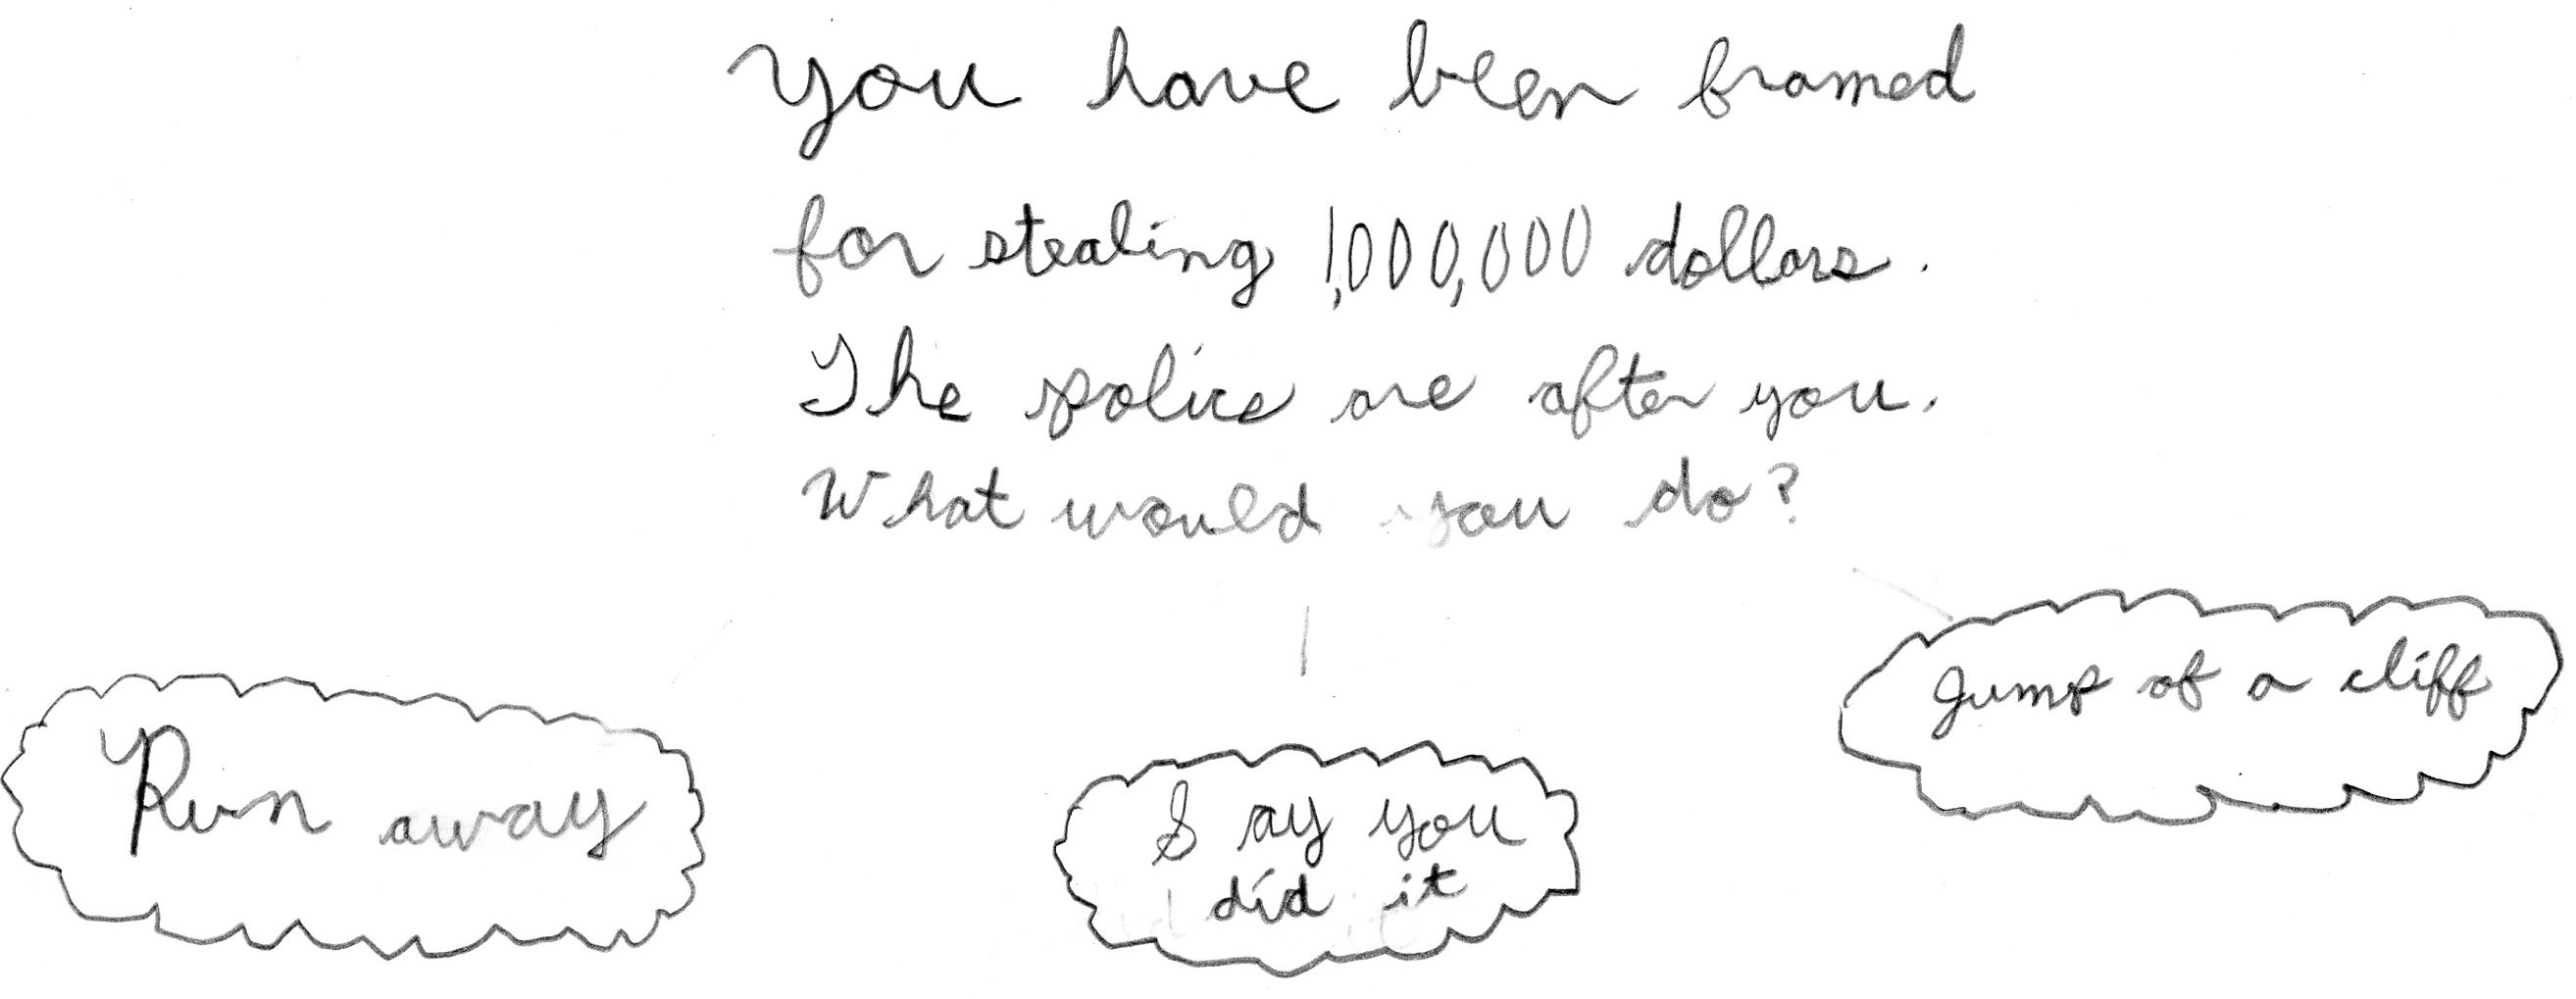 You have been framed
for stealing 1,000,000 dollars.
The police are after you.
What would you do?
Run away
Say you
did it
Jump of a cliff